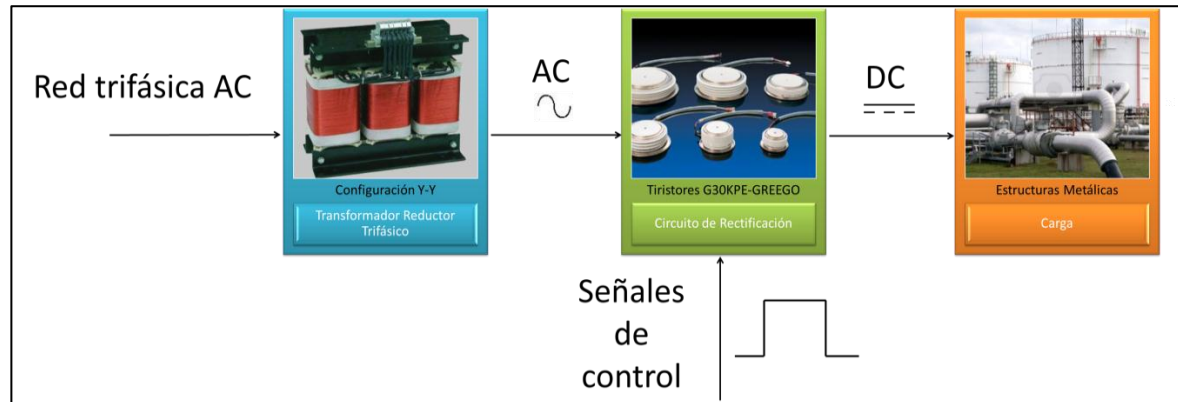 Red trifásica AC
AC
DC
Configuración Y-Y
Transformador Reductor
Trifásico
Tiristores G30KPE-GREEGO
Circuito de Rectificación
Estructuras Metálicas
Carga
Señales
de
control